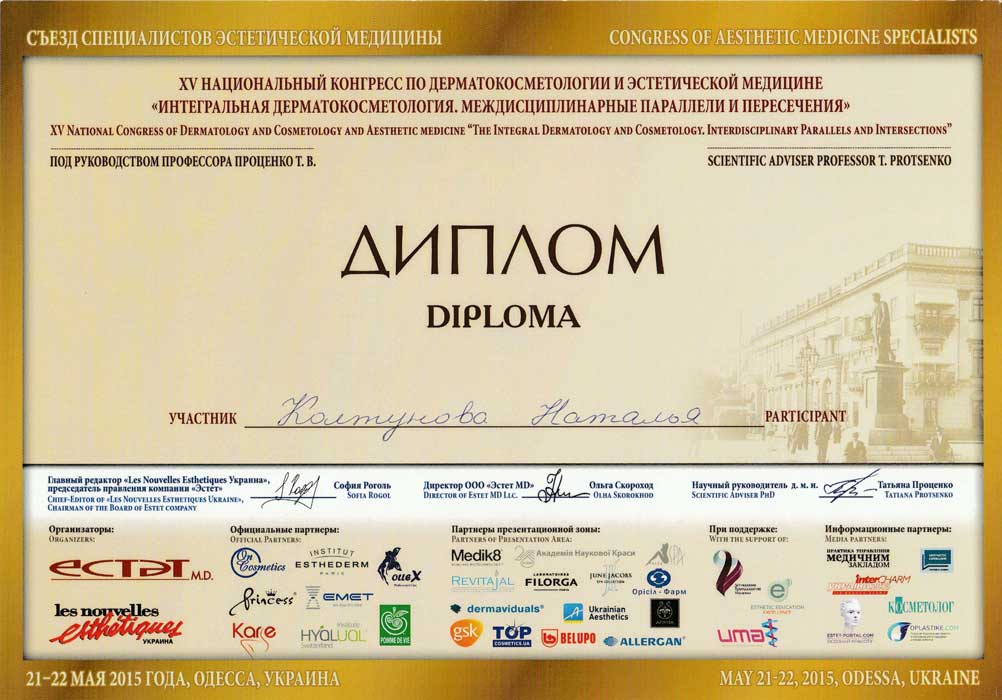 СЪЕЗД СПЕЦИАЛИСТОВ ЭСТЕТИЧЕСКОЙ МЕДИЦИНЫ
CONGRESS OF AESTHETIC MEDICINE SPECIALISTS
XV НАЦИОНАЛЬНЫЙ КОНГРЕСС ПО ДЕРМАТОКОСМЕТОЛОГИИ И ЭСТЕТИЧЕСКОЙ МЕДИЦИНЕ
«ИНТЕГРАЛЬНАЯ ДЕРМАТОКОСМЕТОЛОГИЯ. МЕЖДИСЦИПЛИНАРНЫЕ ПАРАЛЛЕЛИ И ПЕРЕСЕЧЕНИЯ»
XV NATIONAL CONGRESS OF DERMATOLOGY AND COSMETOLOGY AND AESTHETIC MEDICINE "THE INTEGRAL DERMATOLOGY AND COSMETOLOGY. INTERDISCIPLINARY PARALLELS AND INTERSECTIONS"
ПОД РУКОВОДСТВОМ ПРОФЕССОРА ПРОЦЕНКО Т. В.
SCIENTIFIC ADVISER PROFESSOR T. PROTSENKO
ДИПЛОМ
DIPLOMA
УЧАСТНИК Колтунова Наталья PARTICIPANT
Главный редактор «Les Nouvelles Esthetiques Украина»,
председатель правления компании «Эстет»
CHIEF-EDITOR OF «LES NOUVELLES ESTHETIQUES UKRAINE»,
CHAIRMAN OF THE BOARD OF ESTET COMPANY
София Роголь
SOFIA ROGOL
Директор ООО «Эстет MD»
DIRECTOR OF ESTET MD LLC.
Ольга Скороход
OLHA SKOROKHOD
Научный руководитель д. м. н.
SCIENTIFIC ADVISER PHD
Татьяна Проценко
TATIANA PROTSENKO
Организаторы:
ORGANIZERS:
ЕСТЭТ M.D.
les nouvelles
esthétiques
УКРАИНА
Официальные партнеры:
OFFICIAL PARTNERS:
On Cosmetics
INSTITUT
ESTHEDERM
PARIS
Princess
EMET
Kare
Institute
HYALUAL
Switzerland
POMME DE VIE
Партнеры презентационной зоны:
PARTNERS OF PRESENTATION AREA:
Medik8
Академія Наукової Краси
REVITAJAL
LABORATOIRES
FILORGA
JUNE JACOBS
Орісіл-Фарм
dermaviduals
Ukrainian
Aesthetics
gsk
TOP
COSMETICS.UA
BELUPO
ALLERGAN
При поддержке:
WITH THE SUPPORT OF:
ESTHETIC EDUCATION
uma
Информационные партнеры:
MEDIA PARTNERS:
ПРАКТИКА УПРАВЛІННЯ
МЕДИЧНИМ
ЗАКЛАДОМ
interCHARM
ESTET-PORTAL.COM
КОСМЕТОЛОГ
OPLASTIKE.COM
21–22 МАЯ 2015 ГОДА, ОДЕССА, УКРАИНА
MAY 21-22, 2015, ODESSA, UKRAINE